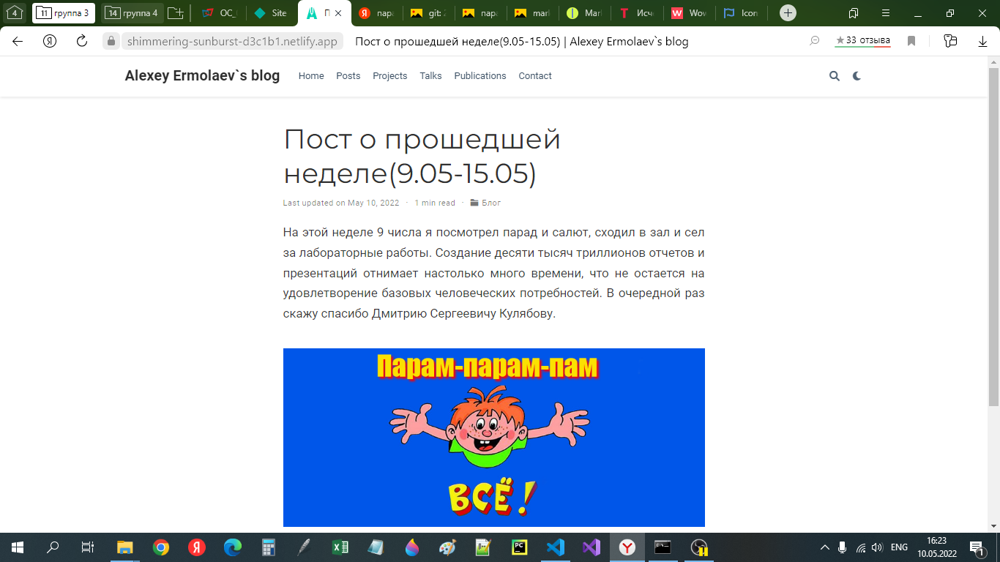 4
11 группа 3
14 группа 4
ОС_
Site
П
пара
git: 2
пара
mark
Mark
Исч
Wow
Icon
shimmering-sunburst-d3c1b1.netlify.app
Пост о прошедшей неделе(9.05-15.05) | Alexey Ermolaev`s blog
33 отзыва
Alexey Ermolaev`s blog
Home Posts Projects Talks Publications Contact
Пост о прошедшей
неделе(9.05-15.05)
Last updated on May 10, 2022 · 1 min read · Блог
На этой неделе 9 числа я посмотрел парад и салют, сходил в зал и сел
за лабораторные работы. Создание десяти тысяч триллионов отчетов и
презентаций отнимает настолько много времени, что не остается на
удовлетворение базовых человеческих потребностей. В очередной раз
скажу спасибо Дмитрию Сергеевичу Кулябову.
Парам-парам-пам
ВСЁ!
ENG
16:23
10.05.2022
1